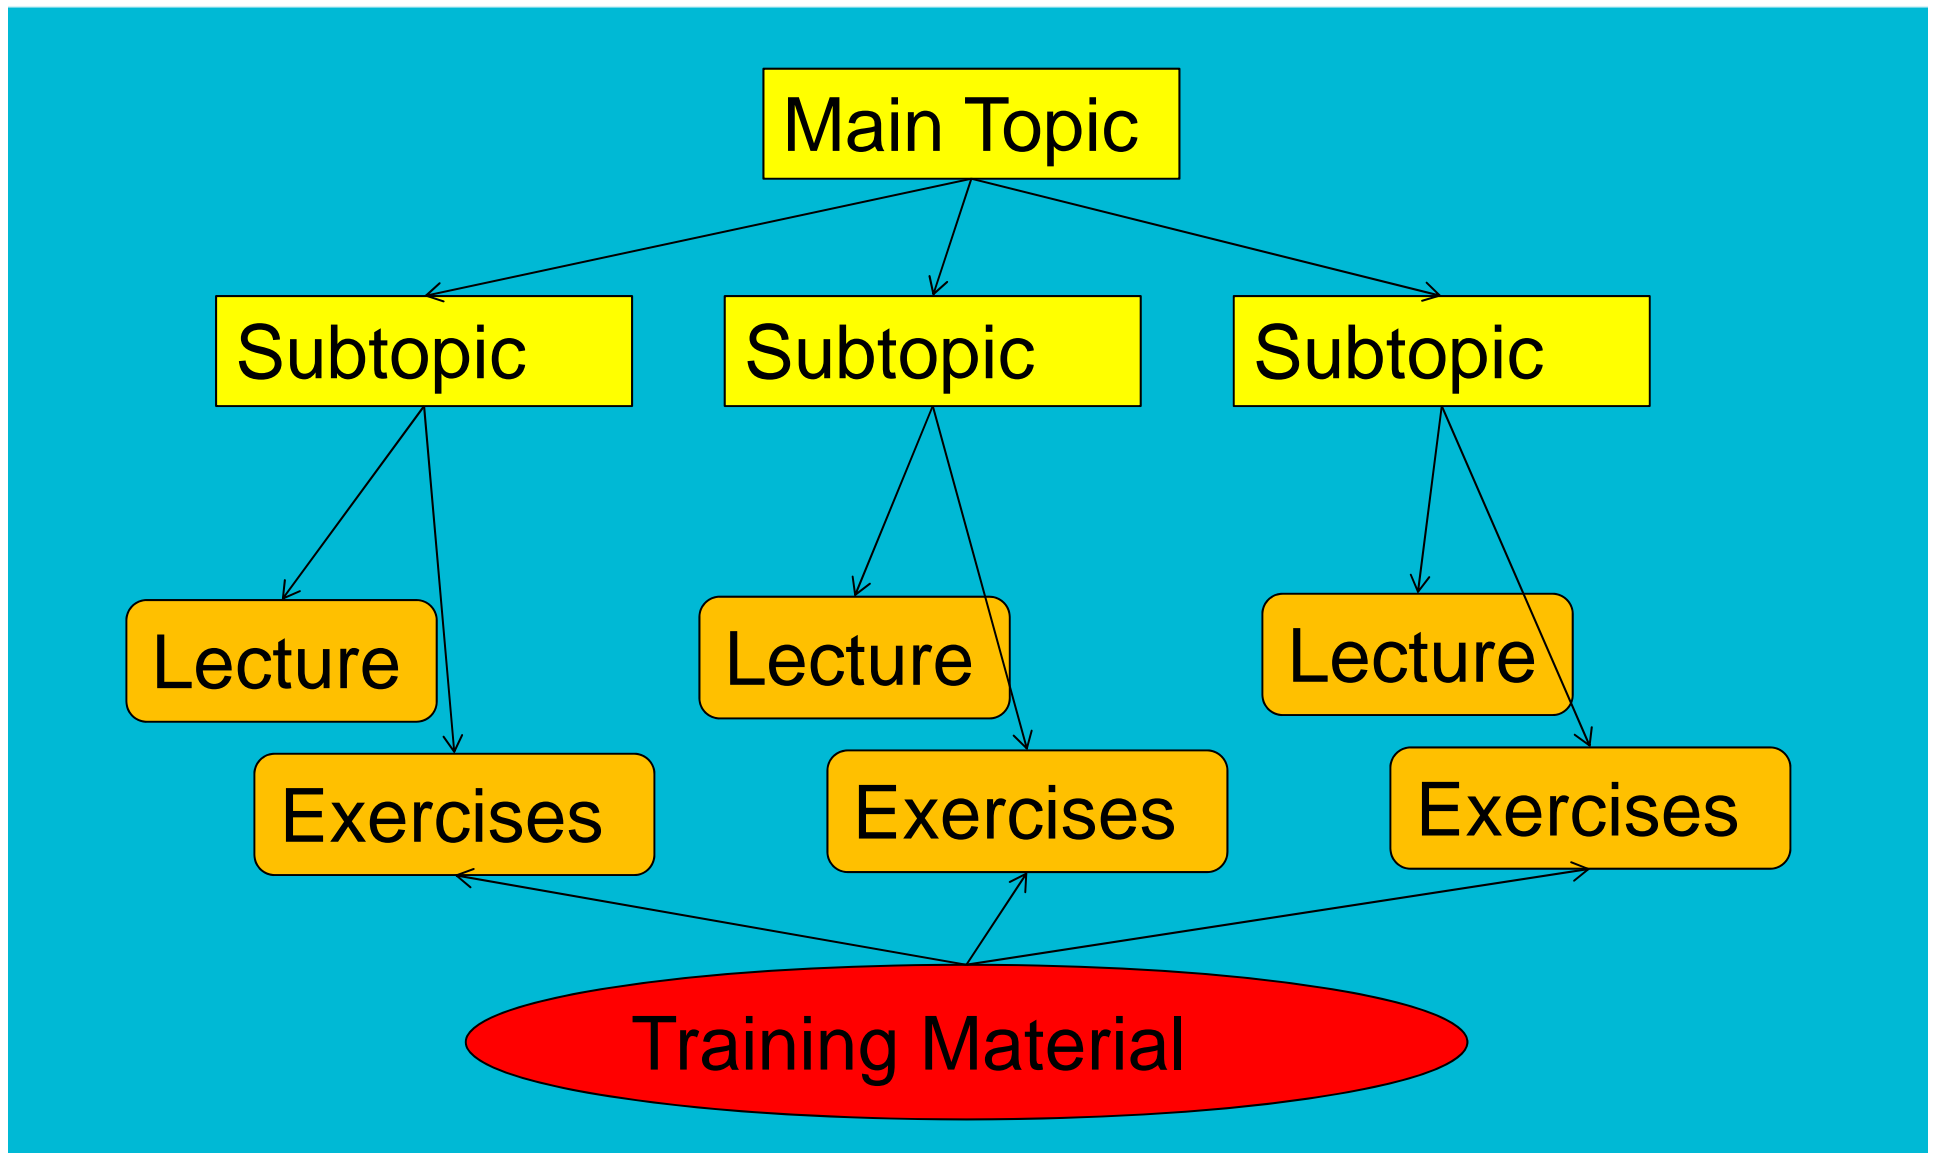 Main Topic
Subtopic
Subtopic
Subtopic
Lecture
Lecture
Lecture
Exercises
Exercises
Exercises
Training Material